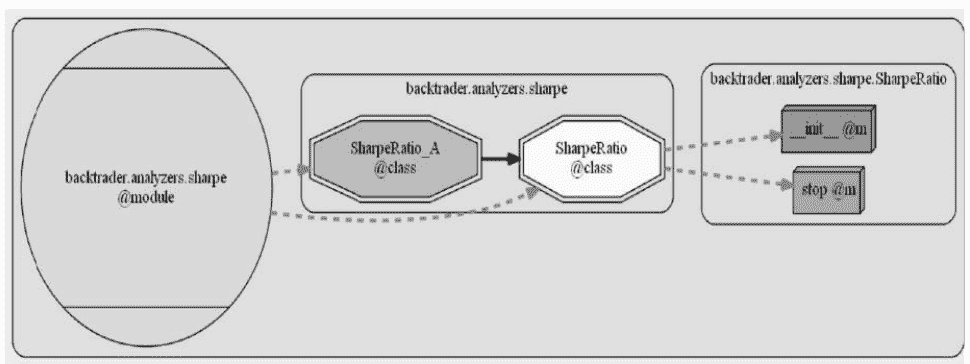 backtrader.analyzers.sharpe
@module
backtrader.analyzers.sharpe
SharpeRatio_A
@class
SharpeRatio
@class
backtrader.analyzers.sharpe.SharpeRatio
__init__ @m
stop @m